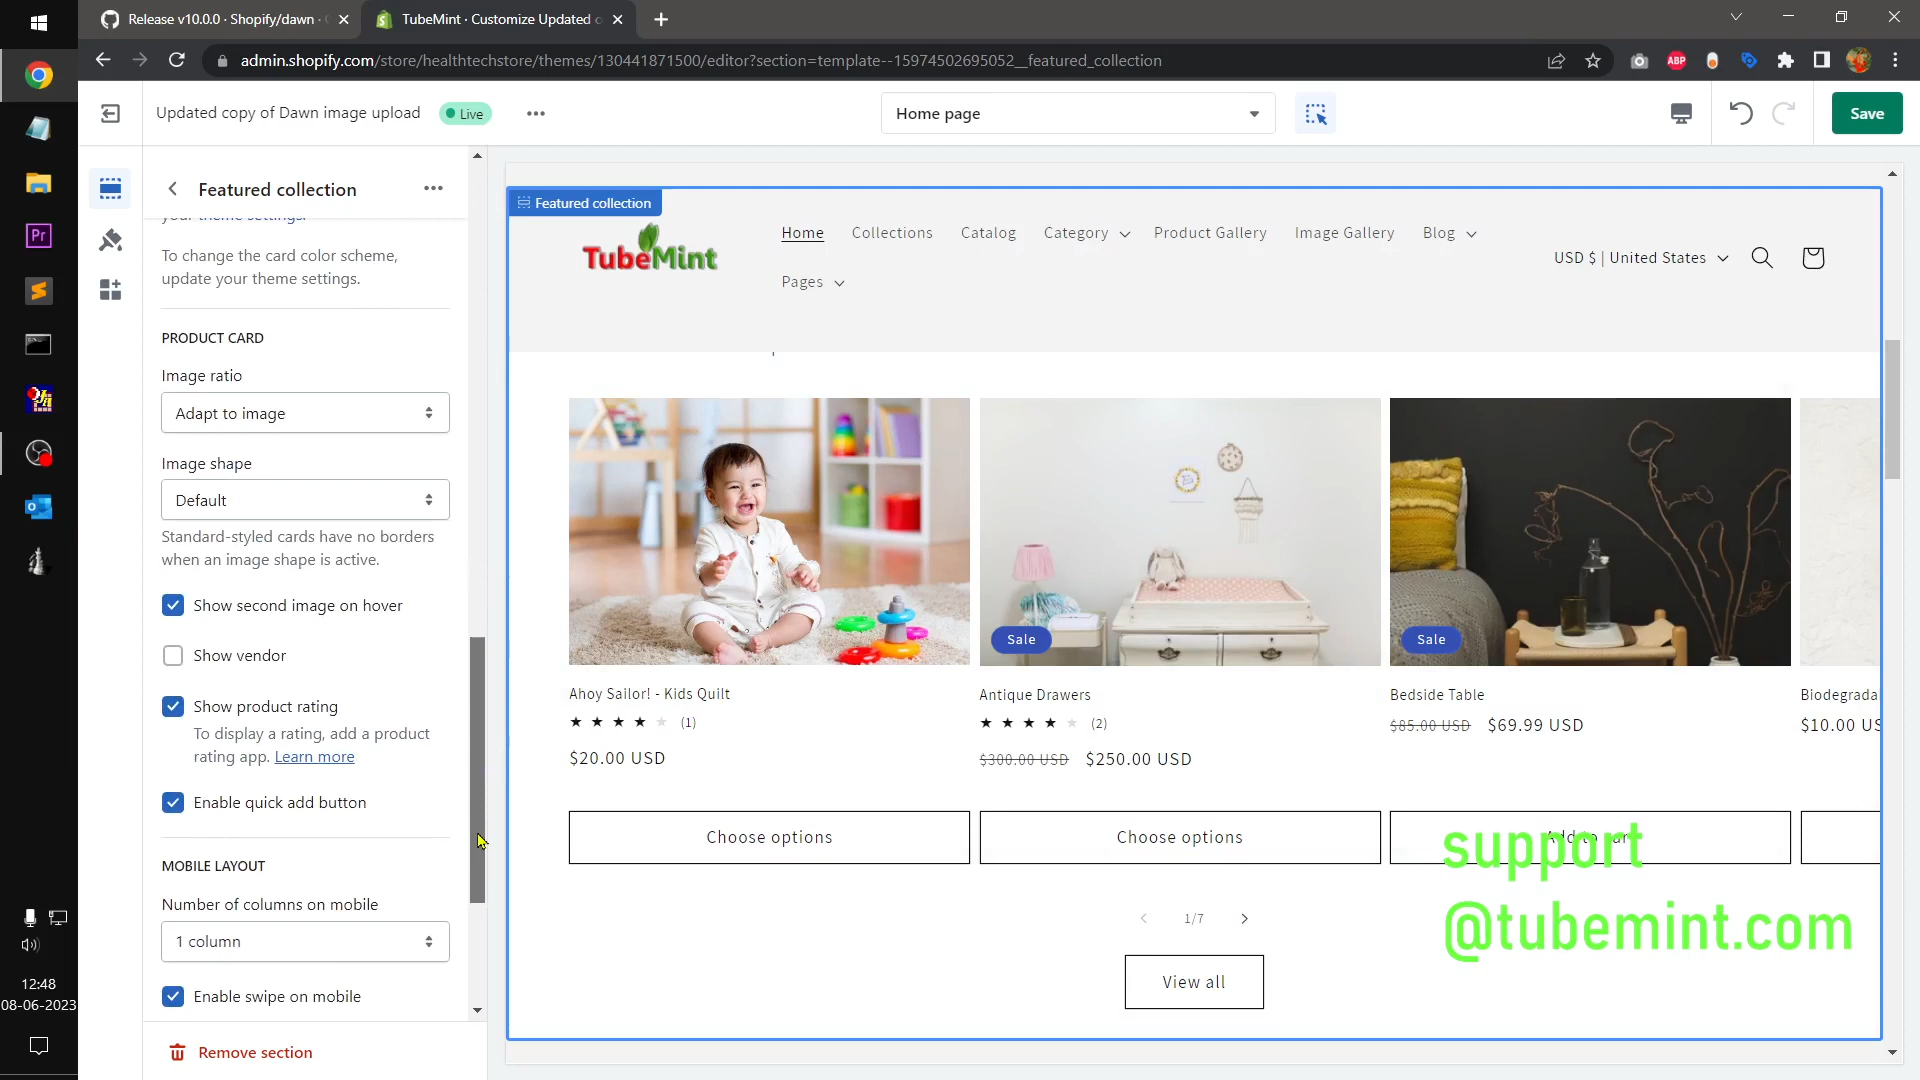 Release v10.0.0 · Shopify/dawn ·
TubeMint · Customize Updated c
admin.shopify.com/store/healthtechstore/themes/130441871500/editor?section=template--15974502695052__featured_collection
ABP
Updated copy of Dawn image upload
Live
Home page
Save
Featured collection
your theme settings.
To change the card color scheme,
update your theme settings.
PRODUCT CARD
Image ratio
Adapt to image
Image shape
Default
Standard-styled cards have no borders
when an image shape is active.
Show second image on hover
Show vendor
Show product rating
To display a rating, add a product
rating app. Learn more
Enable quick add button
MOBILE LAYOUT
Number of columns on mobile
1 column
Enable swipe on mobile
Remove section
Featured collection
TubeMint
Home
Collections
Catalog
Category
Product Gallery
Image Gallery
Blog
Pages
USD $ | United States
Sale
Sale
Ahoy Sailor! - Kids Quilt
(1)
$20.00 USD
Choose options
Antique Drawers
(2)
$300.00 USD $250.00 USD
Choose options
Bedside Table
$85.00 USD $69.99 USD
Add to car
Biodegrada
$10.00 US
1/7
View all
support
@tubemint.com
Pr
12:48
08-06-2023